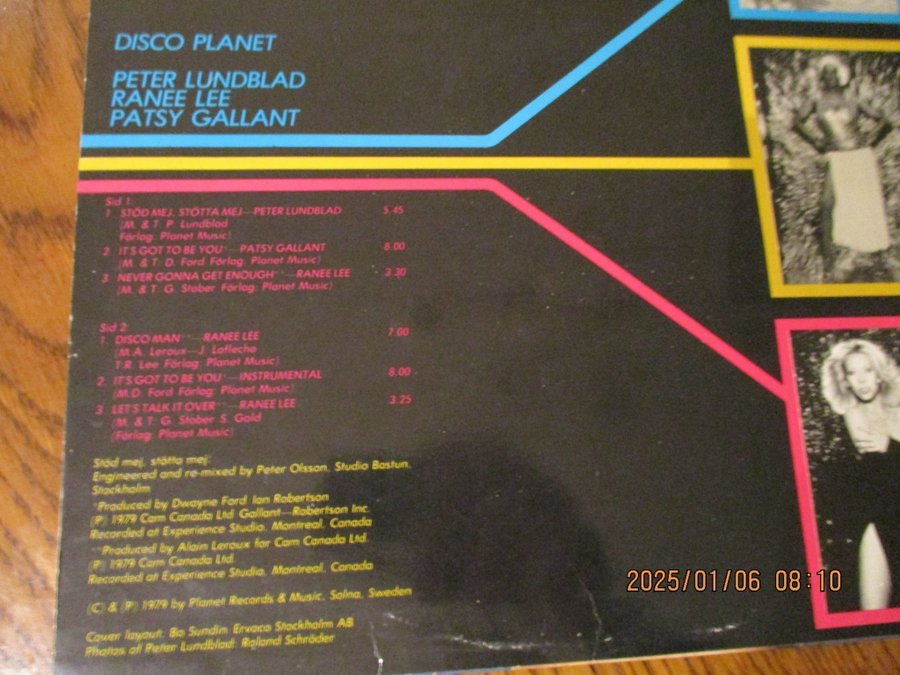 DISCO PLANET
PETER LUNDBLAD
RANEE LEE
PATSY GALLANT
Sid 1:
1 STÖD MEJ, STÖTTA MEJ—PETER LUNDBLAD 5.45
(M. & T. P. Lundblad
Förlag: Planet Music)
2 IT'S GOT TO BE YOU*—PATSY GALLANT 8.00
(M. & T. D. Ford Förlag: Planet Music)
3 NEVER GONNA GET ENOUGH**—RANEE LEE 3.30
(M. & T. G. Stober Förlag: Planet Music)
Sid 2:
1. DISCO MAN**—RANEE LEE 7.00
(M.A. Leroux—J. Lafleche
T.R. Lee Förlag: Planet Music)
2. IT'S GOT TO BE YOU*—INSTRUMENTAL 8.00
(M.D. Ford Förlag: Planet Music)
3 LET'S TALK IT OVER**—RANEE LEE 3.25
(M. & T. G. Stober S. Gold
(Förlag: Planet Music)
Stöd mej, stötta mej:
Engineered and re-mixed by Peter Olsson, Studio Bastun,
Stockholm
*Produced by Dwayne Ford Ian Robertson
(P) 1979 Cam Canada Ltd Gallant—Robertson Inc.
Recorded at Experience Studio, Montreal, Canada
**Produced by Alain Leroux for Cam Canada Ltd.
(P) 1979 Cam Canada Ltd.
Recorded at Experience Studio, Montreal, Canada
(C) & (P) 1979 by Planet Records & Music, Solna, Sweden
Cover layout: Bo Sundin Ervaco Stockholm AB
Photos of Peter Lundblad: Roland Schröder
2025/01/06 08:10